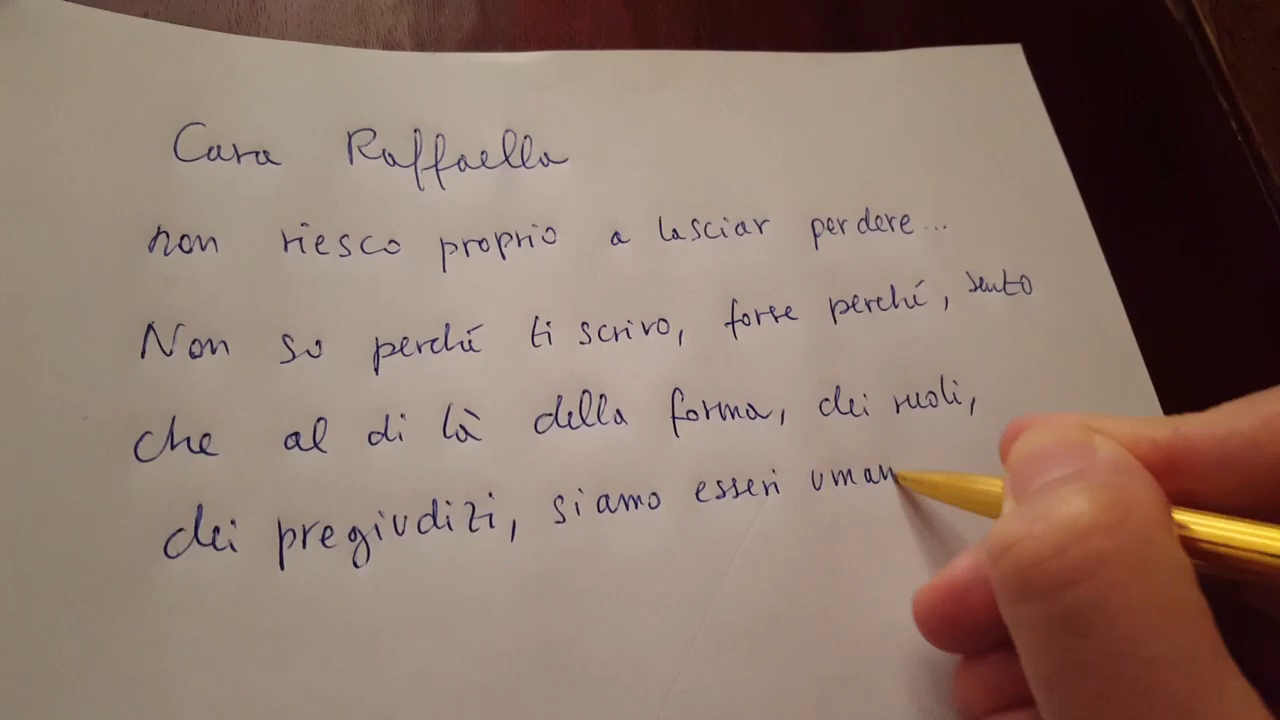 Cara Raffaella
non riesco proprio a lasciar perdere...
Non so perché ti scrivo, forse perché, sento
che al di là della forma, dei ruoli,
dei pregiudizi, siamo esseri uman